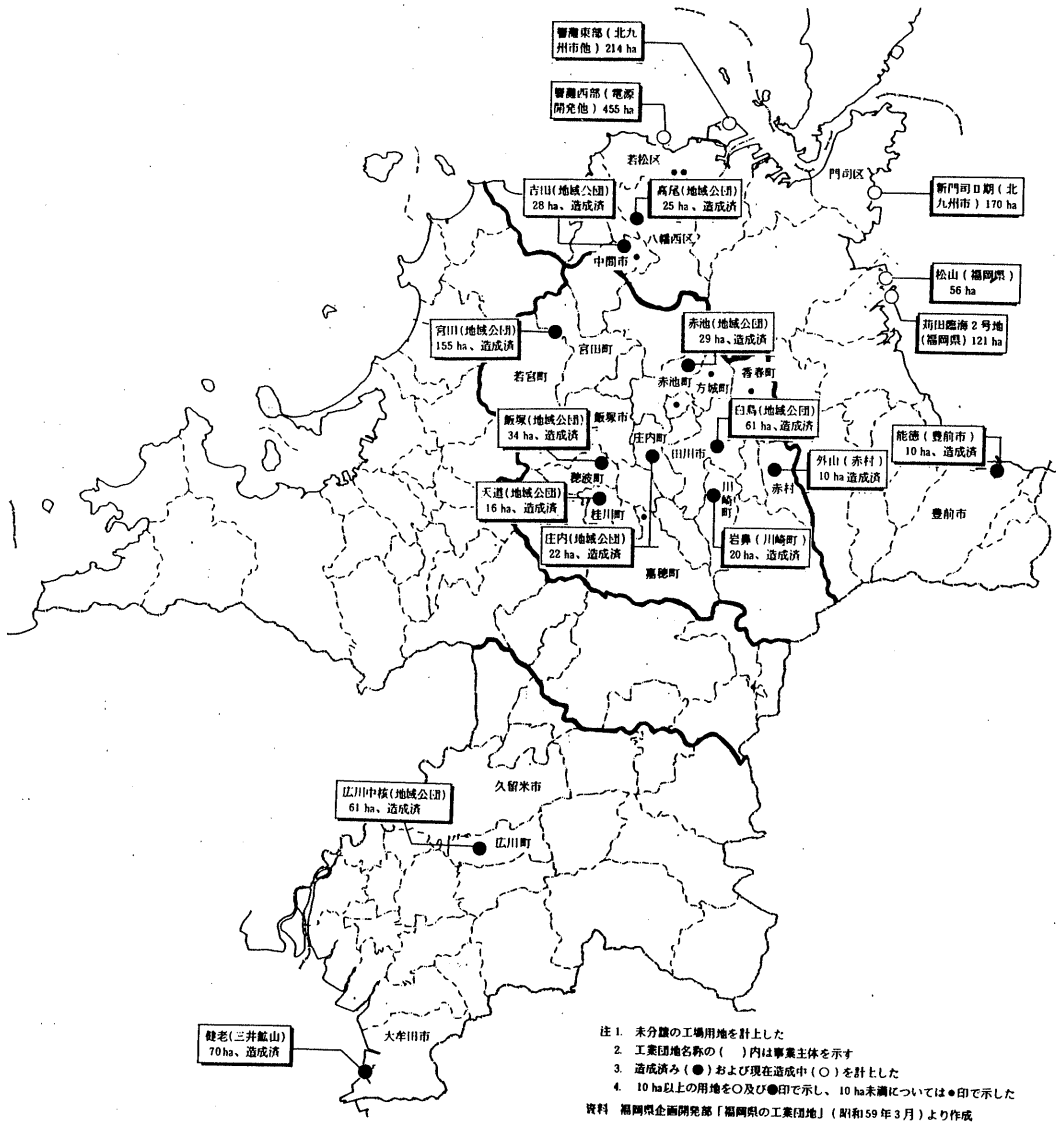 響灘東部(北九
州市他) 214 ha
響灘西部(電源
開発他) 455 ha
若松区
門司区
新門司Ⅱ期(北
九州市) 170 ha
吉田(地域公団)
28 ha、造成済
高尾(地域公団)
25 ha、造成済
八幡西区
中間市
松山(福岡県)
56 ha
苅田臨海2号地
(福岡県) 121 ha
宮田(地域公団)
155 ha、造成済
宮田町
若宮町
赤池(地域公団)
29 ha、造成済
赤池町
方城町
香春町
飯塚市
飯塚(地域公団)
34 ha、造成済
庄内町
田川市
白鳥(地域公団)
61 ha、造成済
能徳(豊前市)
10 ha、造成済
穂波町
外山(赤村)
10 ha 造成済
赤村
川崎町
天道(地域公団)
16 ha、造成済
桂川町
豊前市
庄内(地域公団)
22 ha、造成済
岩鼻(川崎町)
20 ha、造成済
嘉穂町
久留米市
広川中核(地域公団)
61 ha、造成済
広川町
健老(三井鉱山)
70 ha、造成済
大牟田市
注 1. 未分譲の工場用地を計上した
2. 工業団地名称の( )内は事業主体を示す
3. 造成済み(●)および現在造成中(○)を計上した
4. 10 ha以上の用地を○及び●印で示し、10 ha未満については●印で示した
資料 福岡県企画開発部「福岡県の工業団地」(昭和59年3月)より作成